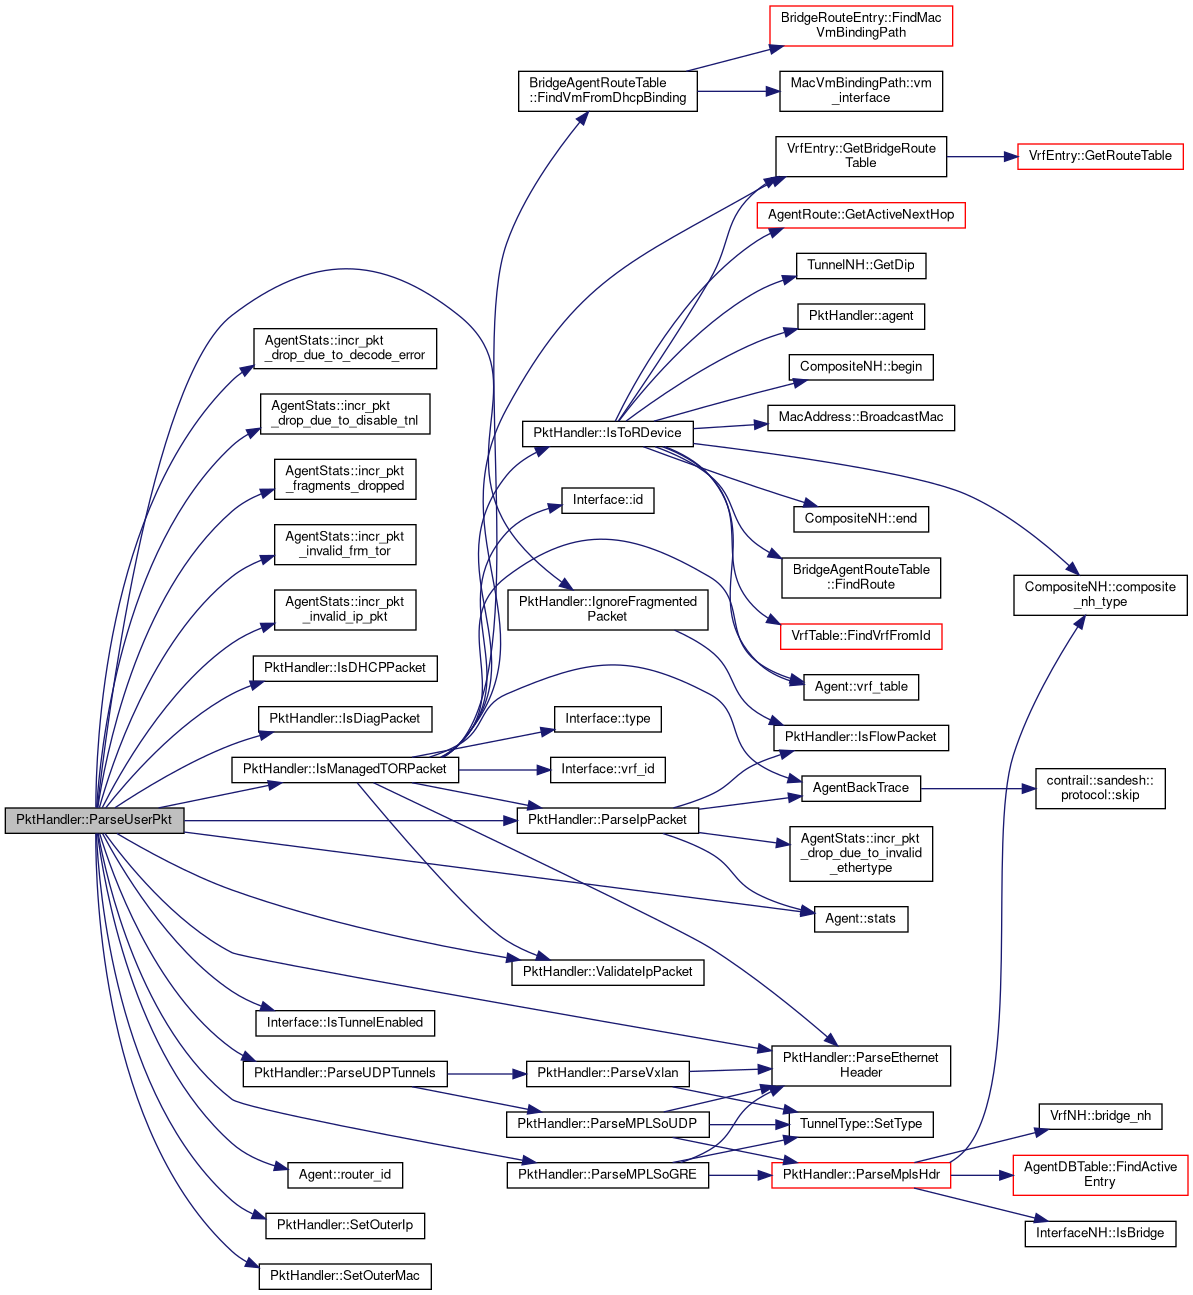 BridgeRouteEntry::FindMac
VmBindingPath
BridgeAgentRouteTable
::FindVmFromDhcpBinding
MacVmBindingPath::vm
_interface
VrfEntry::GetBridgeRoute
Table
VrfEntry::GetRouteTable
AgentRoute::GetActiveNextHop
TunnelNH::GetDip
PktHandler::agent
AgentStats::incr_pkt
_drop_due_to_decode_error
CompositeNH::begin
AgentStats::incr_pkt
_drop_due_to_disable_tnl
MacAddress::BroadcastMac
PktHandler::IsToRDevice
AgentStats::incr_pkt
_fragments_dropped
Interface::id
CompositeNH::end
AgentStats::incr_pkt
_invalid_frm_tor
BridgeAgentRouteTable
::FindRoute
CompositeNH::composite
_nh_type
AgentStats::incr_pkt
_invalid_ip_pkt
PktHandler::IgnoreFragmented
Packet
VrfTable::FindVrfFromId
PktHandler::IsDHCPPacket
Agent::vrf_table
PktHandler::IsDiagPacket
Interface::type
PktHandler::IsFlowPacket
PktHandler::IsManagedTORPacket
Interface::vrf_id
AgentBackTrace
contrail::sandesh::
protocol::skip
PktHandler::ParseUserPkt
PktHandler::ParseIpPacket
AgentStats::incr_pkt
_drop_due_to_invalid
_ethertype
Agent::stats
PktHandler::ValidateIpPacket
Interface::IsTunnelEnabled
PktHandler::ParseUDPTunnels
PktHandler::ParseVxlan
PktHandler::ParseEthernet
Header
PktHandler::ParseMPLSoUDP
TunnelType::SetType
VrfNH::bridge_nh
Agent::router_id
PktHandler::ParseMPLSoGRE
PktHandler::ParseMplsHdr
AgentDBTable::FindActive
Entry
PktHandler::SetOuterIp
InterfaceNH::IsBridge
PktHandler::SetOuterMac